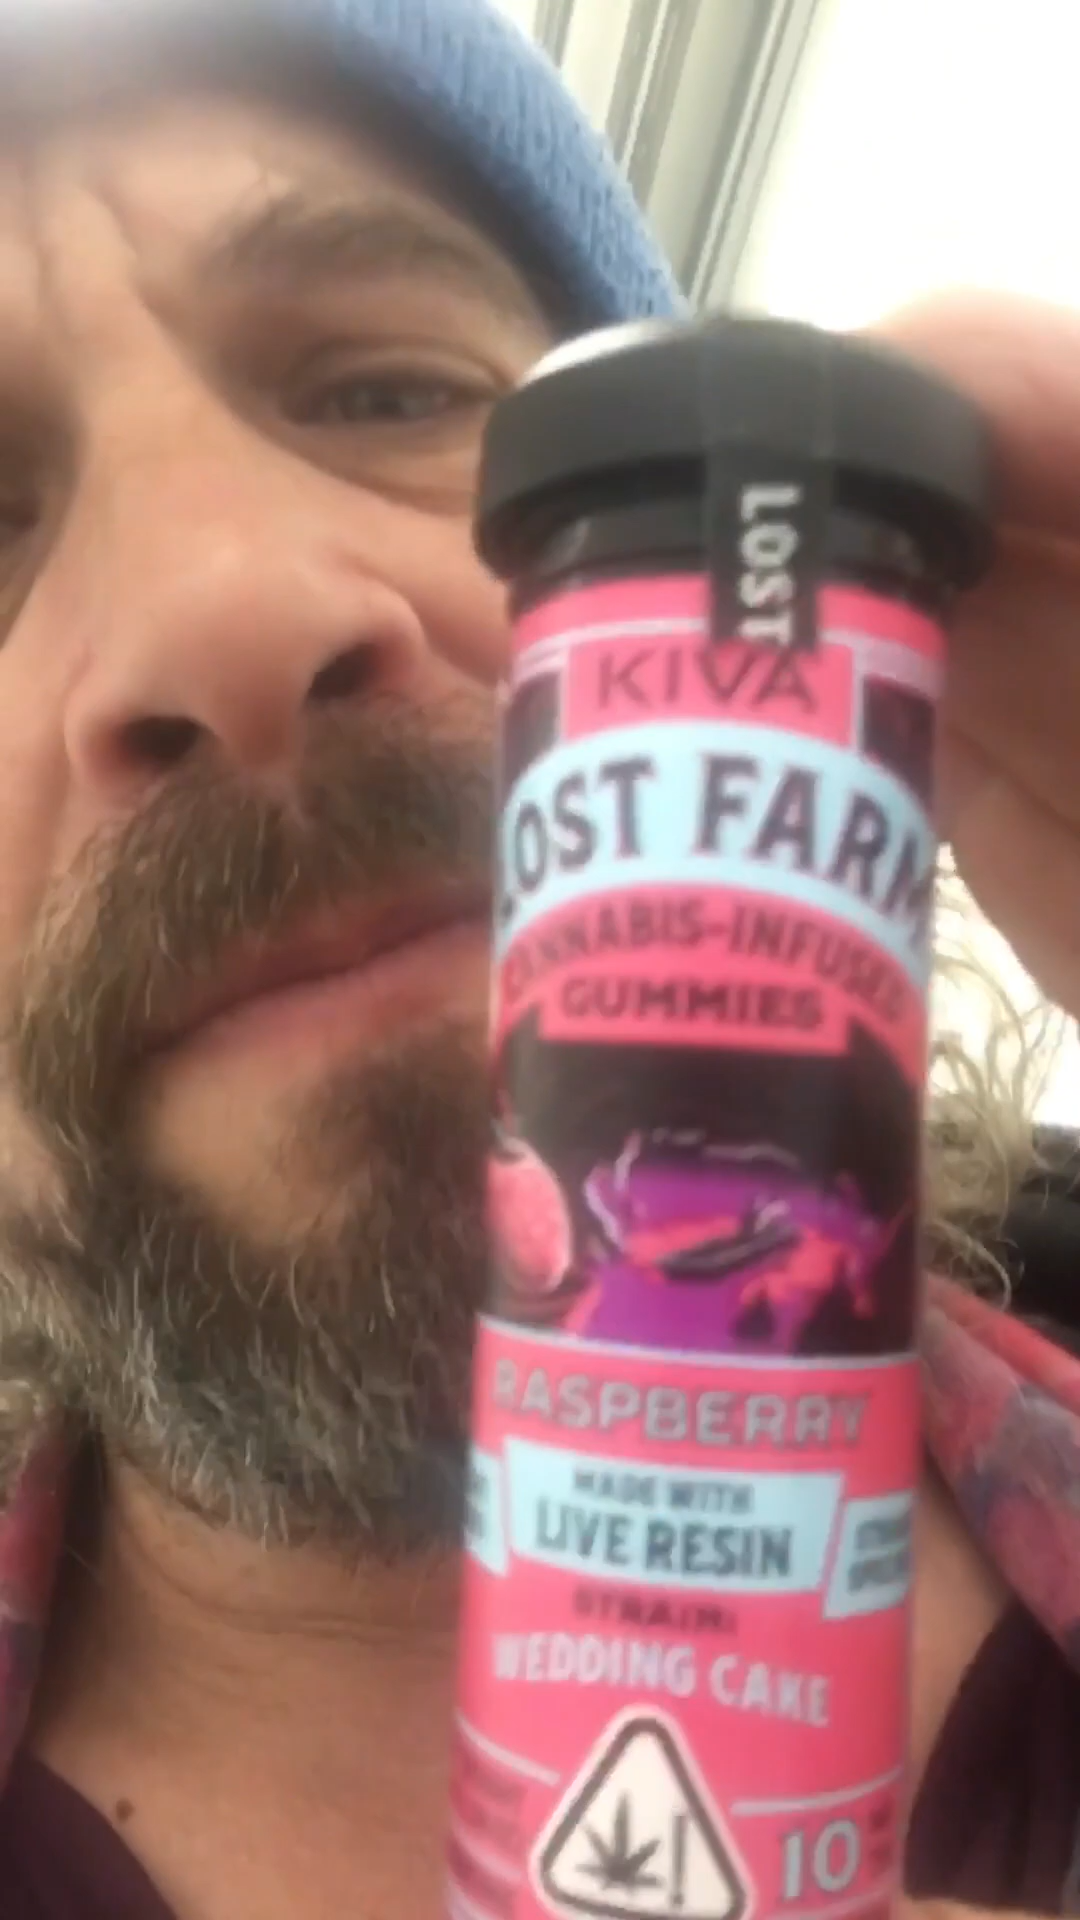 LOST
KIVA
LOST FARM
CANNABIS-INFUSED
GUMMIES
RASPBERRY
MADE WITH
LIVE RESIN
STRAIN:
WEDDING CAKE
10